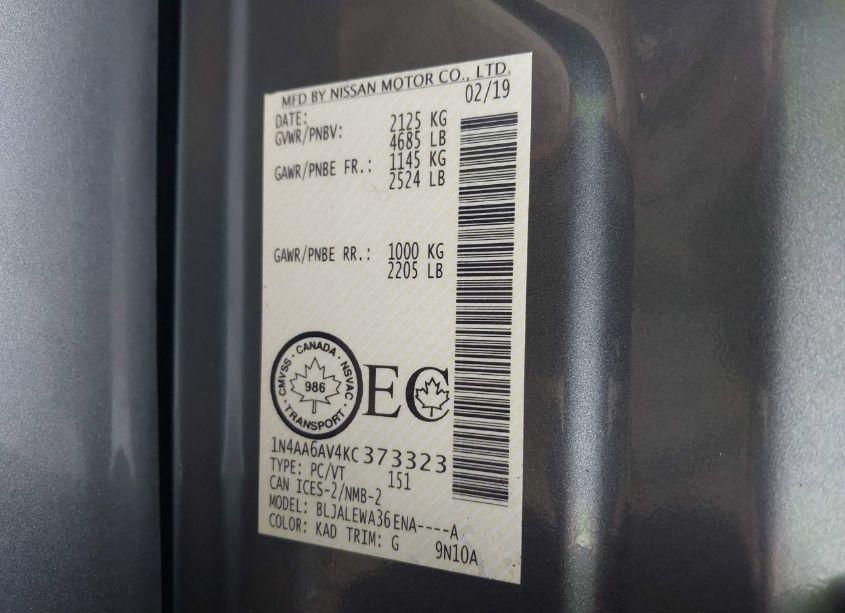 MFD BY NISSAN MOTOR CO., LTD.
DATE: 02/19
GVWR/PNBV: 2125 KG
4685 LB
GAWR/PNBE FR.: 1145 KG
2524 LB
GAWR/PNBE RR.: 1000 KG
2205 LB
CMVSS · CANADA · NSVAC · TRANSPORT ·
986
EC
1N4AA6AV4KC373323
TYPE: PC/VT 151
CAN ICES-2/NMB-2
MODEL: BLJALEWA36ENA----A
COLOR: KAD TRIM: G 9N10A